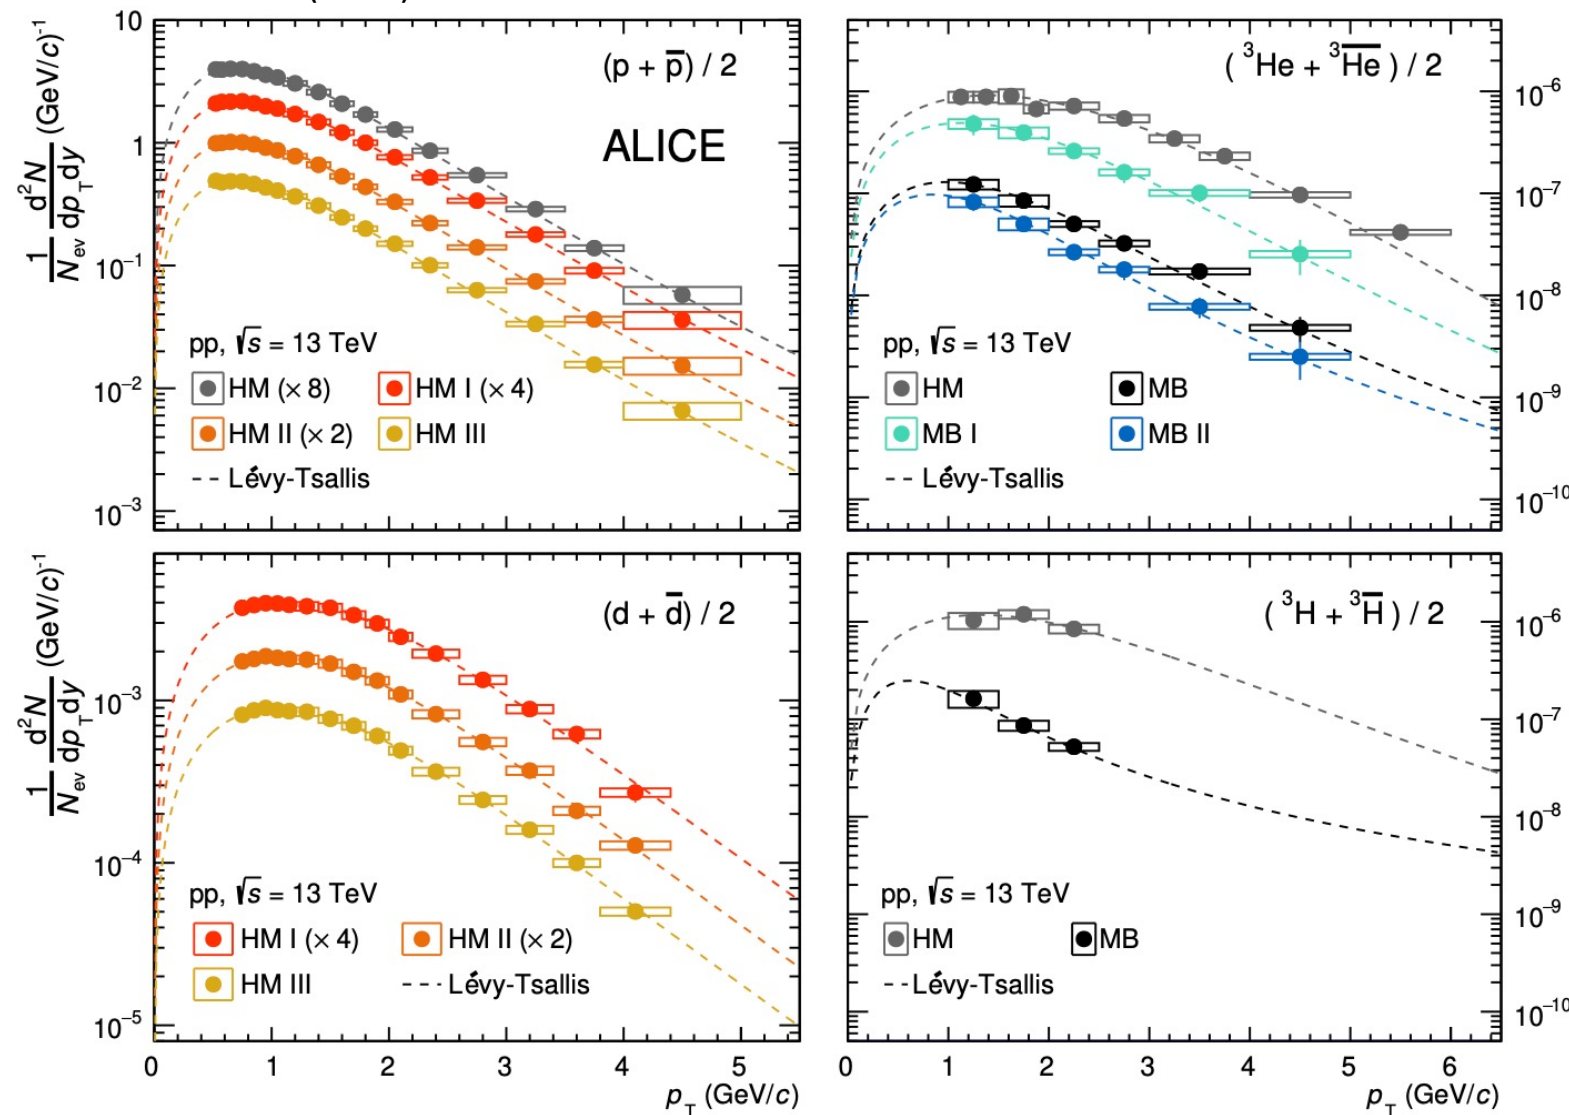 10
1
10⁻¹
10⁻²
10⁻³
1/N_ev d²N/dp_Tdy (GeV/c)⁻¹
(p + p̅) / 2
ALICE
pp, √s = 13 TeV
HM (× 8)
HM I (× 4)
HM II (× 2)
HM III
Lévy-Tsallis
(³He + ³H̅e̅) / 2
10⁻⁶
10⁻⁷
10⁻⁸
10⁻⁹
10⁻¹⁰
pp, √s = 13 TeV
HM
MB
MB I
MB II
Lévy-Tsallis
1/N_ev d²N/dp_Tdy (GeV/c)⁻¹
10⁻³
10⁻⁴
10⁻⁵
(d + d̅) / 2
pp, √s = 13 TeV
HM I (× 4)
HM II (× 2)
HM III
Lévy-Tsallis
0 1 2 3 4 5
p_T (GeV/c)
(³H + ³H̅) / 2
10⁻⁶
10⁻⁷
10⁻⁸
10⁻⁹
10⁻¹⁰
pp, √s = 13 TeV
HM
MB
Lévy-Tsallis
0 1 2 3 4 5 6
p_T (GeV/c)